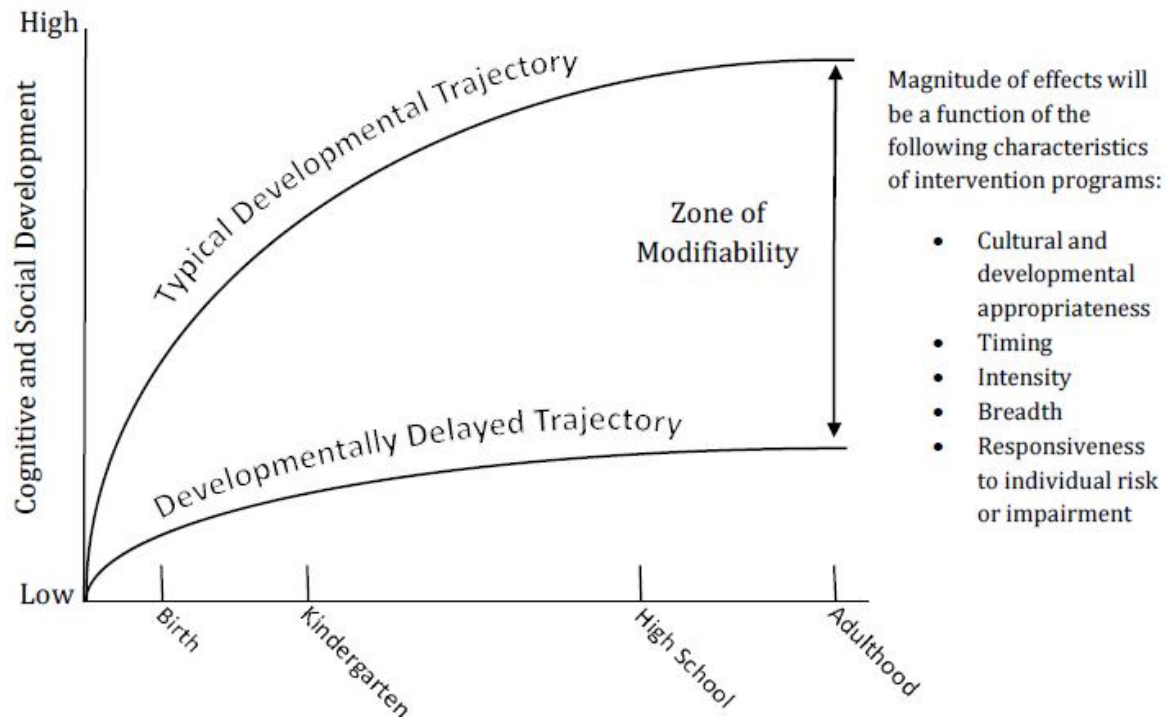 High
Cognitive and Social Development
Low
Typical Developmental Trajectory
Zone of
Modifiability
Developmentally Delayed Trajectory
Birth
Kindergarten
High School
Adulthood
Magnitude of effects will
be a function of the
following characteristics
of intervention programs:
• Cultural and
developmental
appropriateness
• Timing
• Intensity
• Breadth
• Responsiveness
to individual risk
or impairment